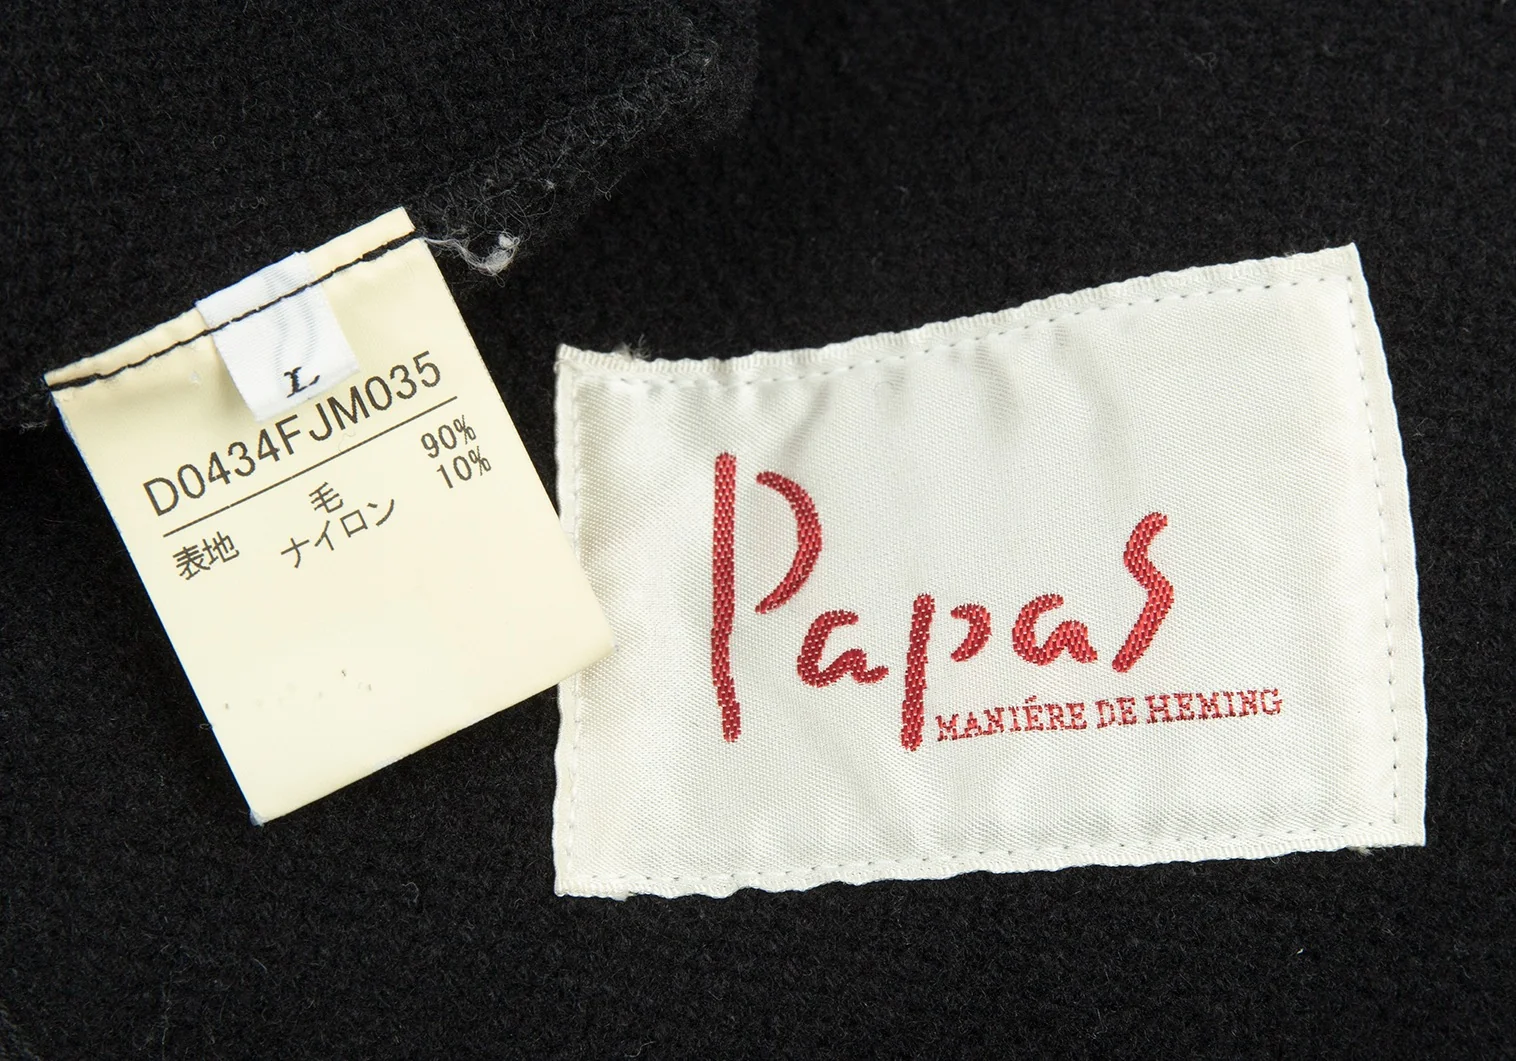 L
D0434FJM035
表地 毛 90%
ナイロン 10%
Papas
MANIÉRE DE HEMING